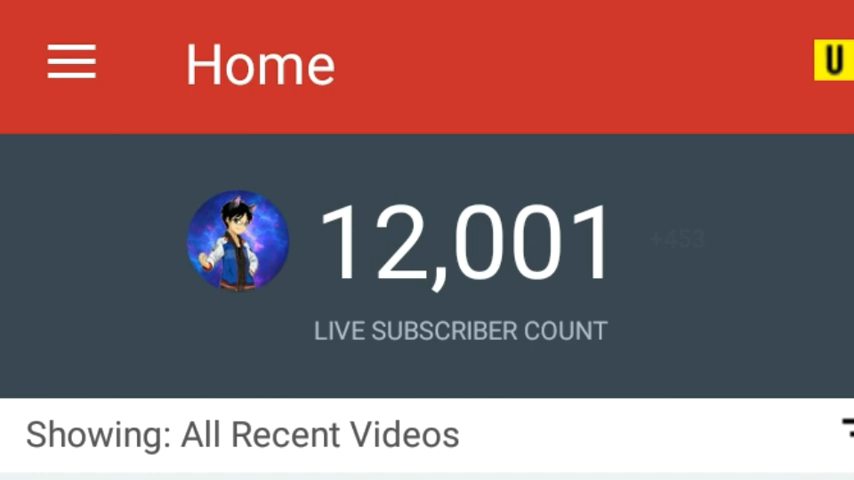 Home
U
12,001
+453
LIVE SUBSCRIBER COUNT
Showing: All Recent Videos